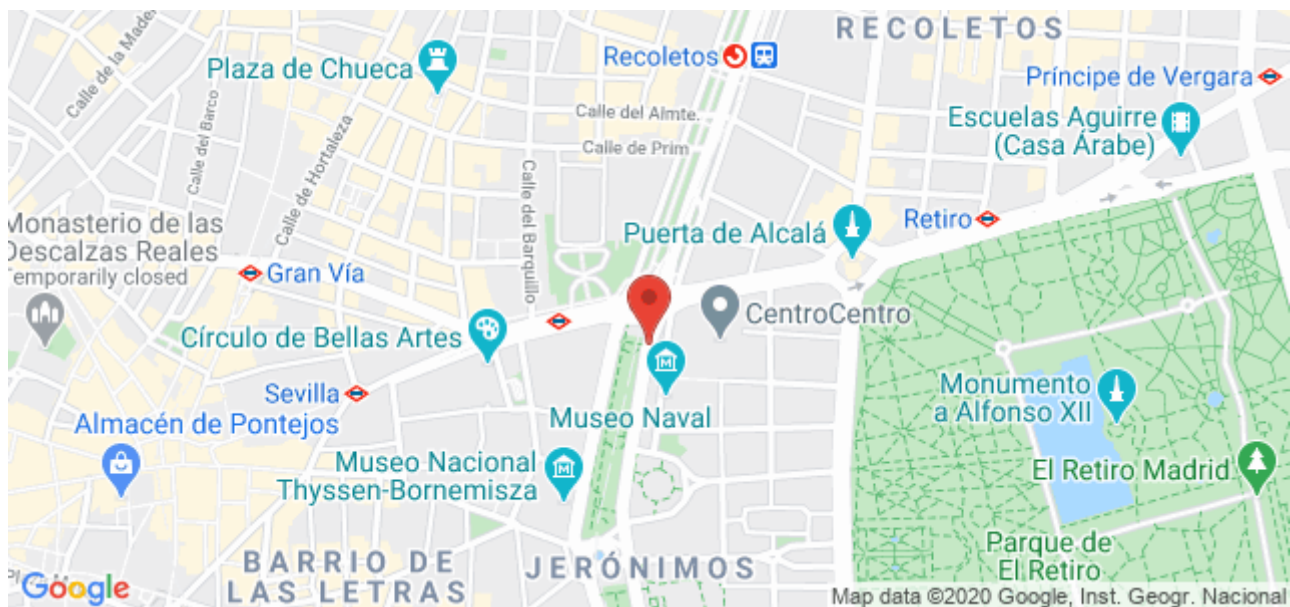 RECOLETOS
Calle de la Made
Recoletos
Plaza de Chueca
Príncipe de Vergara
Calle del Barco
Calle de Hortaleza
Calle del Almte.
Calle de Prim
Escuelas Aguirre
(Casa Árabe)
Calle del Barquillo
Monasterio de las
Descalzas Reales
Temporarily closed
Gran Vía
Puerta de Alcalá
Retiro
CentroCentro
Círculo de Bellas Artes
Sevilla
Almacén de Pontejos
Museo Naval
Monumento
a Alfonso XII
Museo Nacional
Thyssen-Bornemisza
El Retiro Madrid
BARRIO DE
LAS LETRAS
JERÓNIMOS
Parque de
El Retiro
Google
Map data ©2020 Google, Inst. Geogr. Nacional